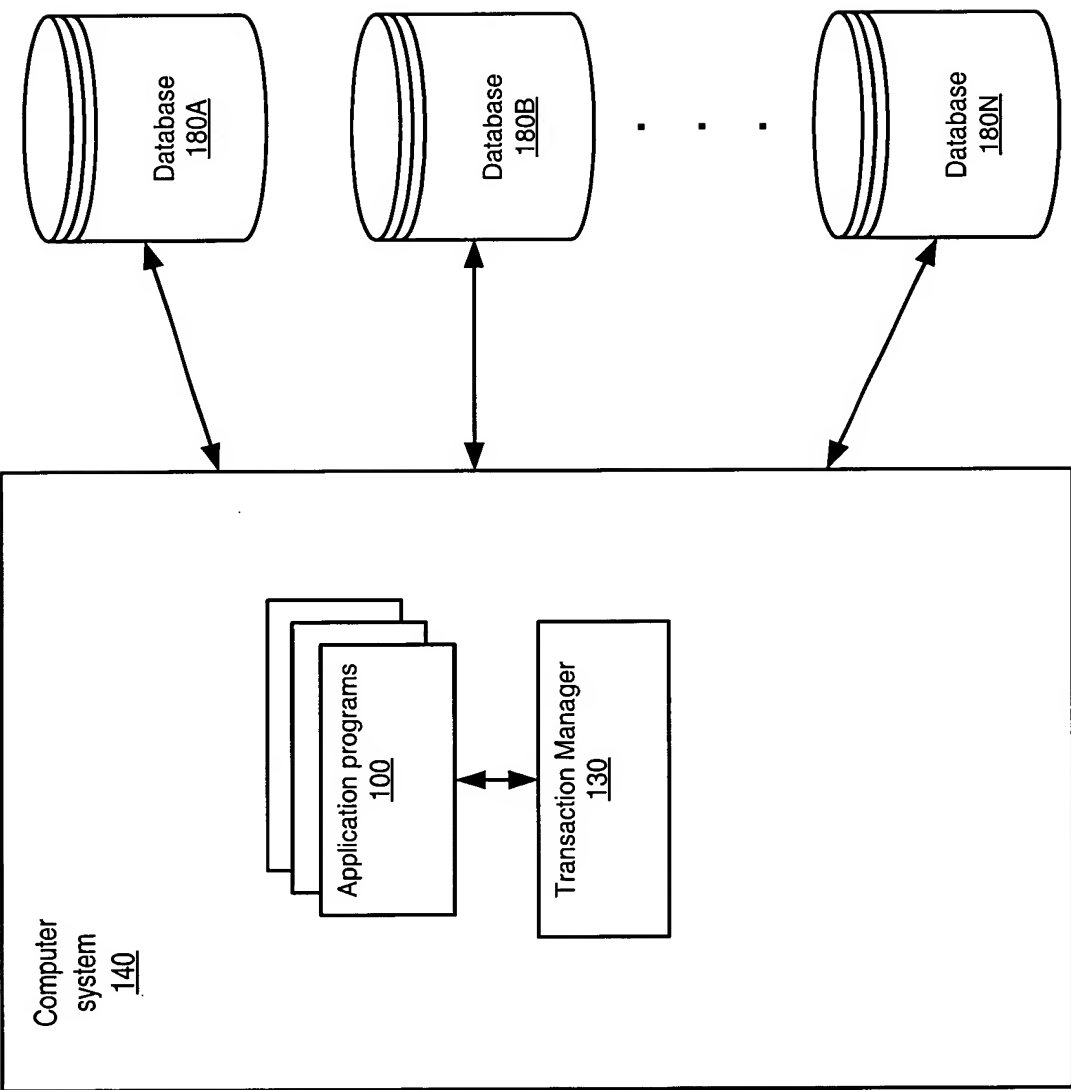 Computer
system
140
Application programs
100
Transaction Manager
130
Database
180A
Database
180B
Database
180N